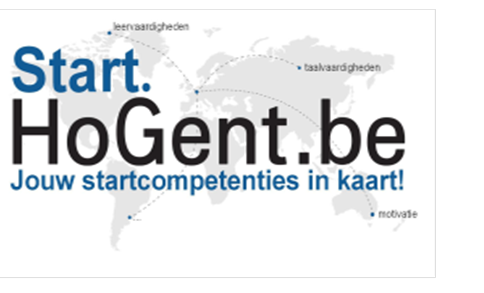 leervaardigheden
Start.
taalvaardigheden
HoGent.be
Jouw startcompetenties in kaart!
motivatie
...